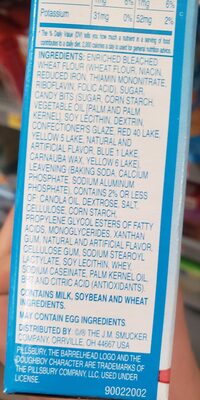 Potassium 31mg 0% 52mg 2%
* The % Daily Value (DV) tells you how much a nutrient in a serving of food
contributes to a daily diet. 2,000 calories a day is used for general nutrition advice.
INGREDIENTS: ENRICHED BLEACHED
WHEAT FLOUR (WHEAT FLOUR, NIACIN,
REDUCED IRON, THIAMIN MONONITRATE,
RIBOFLAVIN, FOLIC ACID), SUGAR,
CANDY BITS (SUGAR, CORN STARCH,
VEGETABLE OIL [PALM AND PALM
KERNEL], SOY LECITHIN, DEXTRIN,
CONFECTIONER'S GLAZE, RED 40 LAKE,
YELLOW 5 LAKE, NATURAL AND
ARTIFICIAL FLAVOR, BLUE 1 LAKE,
CARNAUBA WAX, YELLOW 6 LAKE),
LEAVENING (BAKING SODA, CALCIUM
PHOSPHATE, SODIUM ALUMINUM
PHOSPHATE), CONTAINS 2% OR LESS
OF: CANOLA OIL, DEXTROSE, SALT,
CELLULOSE, CORN STARCH,
PROPYLENE GLYCOL ESTERS OF FATTY
ACIDS, MONOGLYCERIDES, XANTHAN
GUM, NATURAL AND ARTIFICIAL FLAVOR,
CELLULOSE GUM, SODIUM STEAROYL
LACTYLATE, SOY LECITHIN, WHEY,
SODIUM CASEINATE, PALM KERNEL OIL,
BHT AND CITRIC ACID (ANTIOXIDANTS).
CONTAINS MILK, SOYBEAN AND WHEAT
INGREDIENTS.
MAY CONTAIN EGG INGREDIENTS.
DISTRIBUTED BY: ©/® THE J.M. SMUCKER
COMPANY, ORRVILLE, OH 44667 USA
PILLSBURY, THE BARRELHEAD LOGO AND THE
DOUGHBOY CHARACTER ARE TRADEMARKS OF
THE PILLSBURY COMPANY, LLC, USED UNDER
LICENSE.
90022002